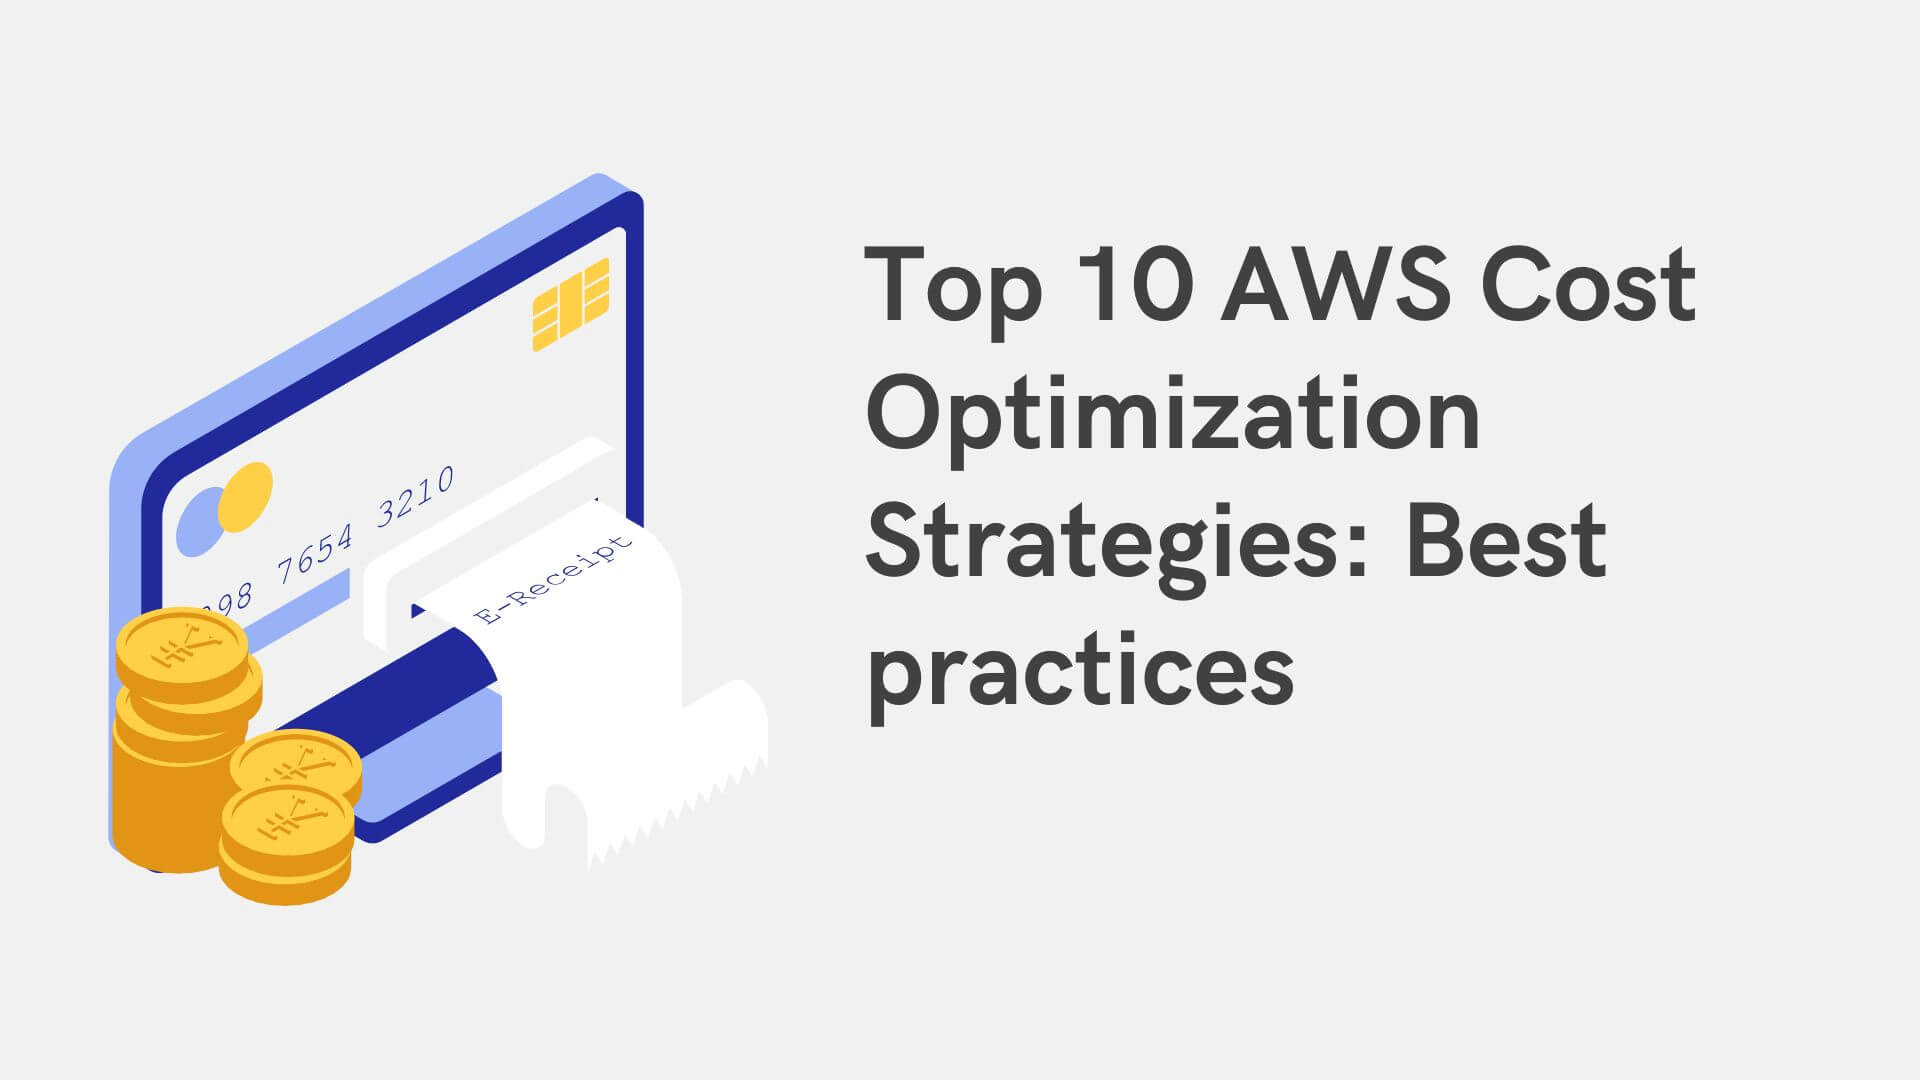 Top 10 AWS Cost
Optimization
Strategies: Best
practices
98 7654 3210
E-Receipt